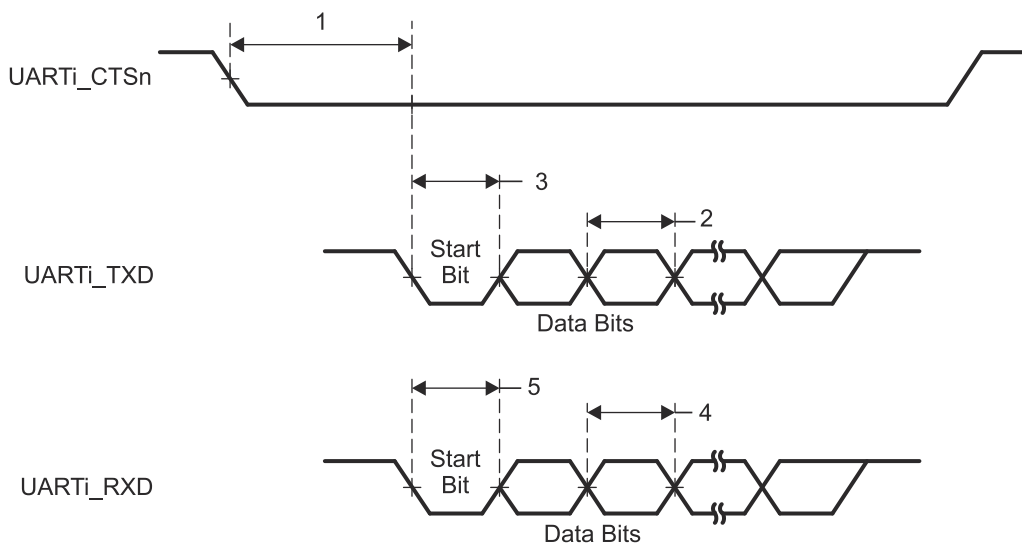 1
UARTi_CTSn
3
2
UARTi_TXD
Start
Bit
Data Bits
5
4
UARTi_RXD
Start
Bit
Data Bits